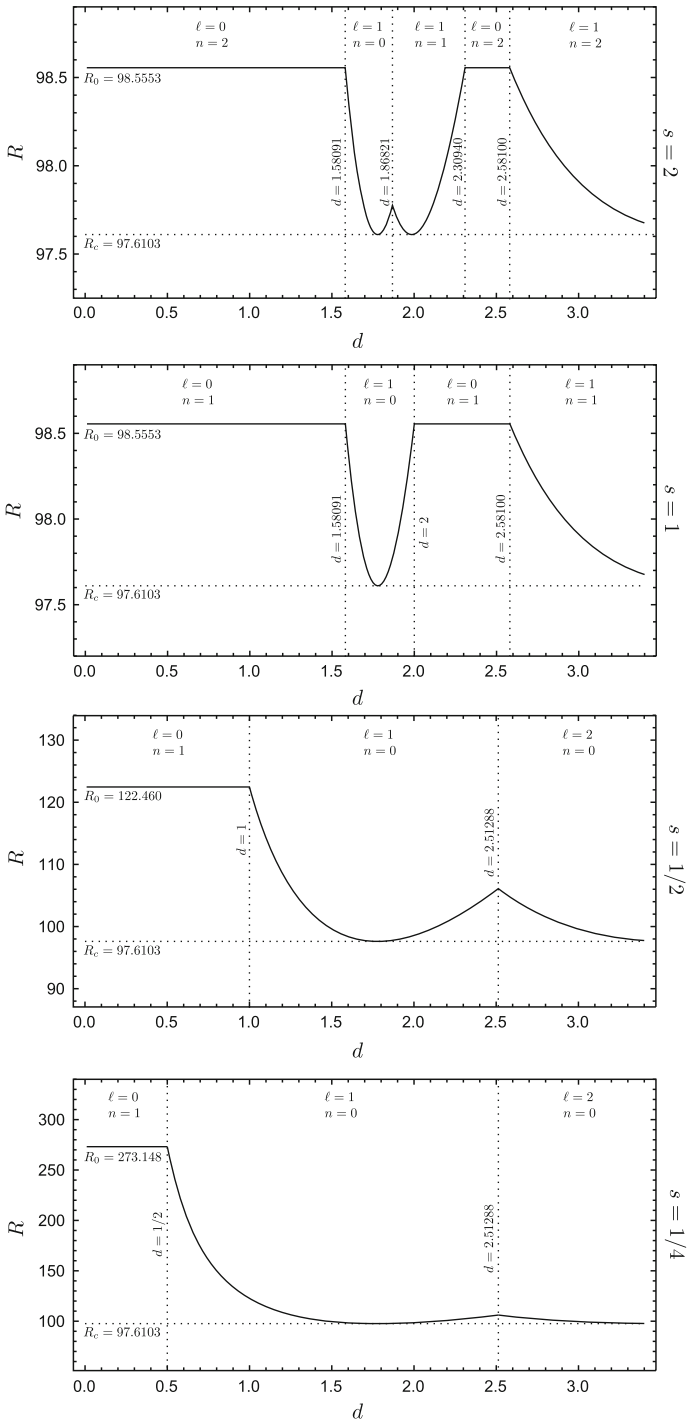 ℓ = 0 ℓ = 1 ℓ = 1 ℓ = 0 ℓ = 1
n = 2 n = 0 n = 1 n = 2 n = 2
R₀ = 98.5553
d = 1.58091
d = 1.86821
d = 2.30940
d = 2.58100
R_c = 97.6103
98.5
98.0
97.5
R
s = 2
0.0 0.5 1.0 1.5 2.0 2.5 3.0
d
ℓ = 0 ℓ = 1 ℓ = 0 ℓ = 1
n = 1 n = 0 n = 1 n = 1
R₀ = 98.5553
d = 1.58091
d = 2
d = 2.58100
R_c = 97.6103
98.5
98.0
97.5
R
s = 1
0.0 0.5 1.0 1.5 2.0 2.5 3.0
d
ℓ = 0 ℓ = 1 ℓ = 2
n = 1 n = 0 n = 0
R₀ = 122.460
d = 1
d = 2.51288
R_c = 97.6103
130
120
110
100
90
R
s = 1/2
0.0 0.5 1.0 1.5 2.0 2.5 3.0
d
ℓ = 0 ℓ = 1 ℓ = 2
n = 1 n = 0 n = 0
R₀ = 273.148
d = 1/2
d = 2.51288
R_c = 97.6103
300
250
200
150
100
R
s = 1/4
0.0 0.5 1.0 1.5 2.0 2.5 3.0
d